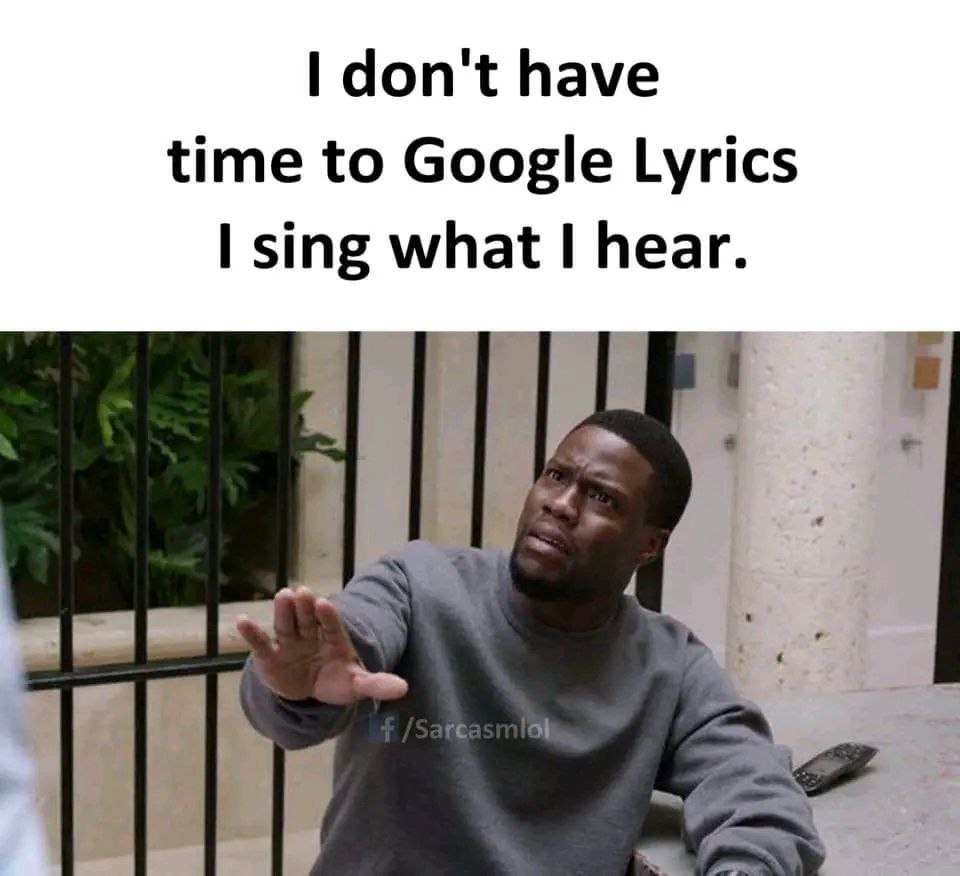 I don't have
time to Google Lyrics
I sing what I hear.
f/Sarcasmlol